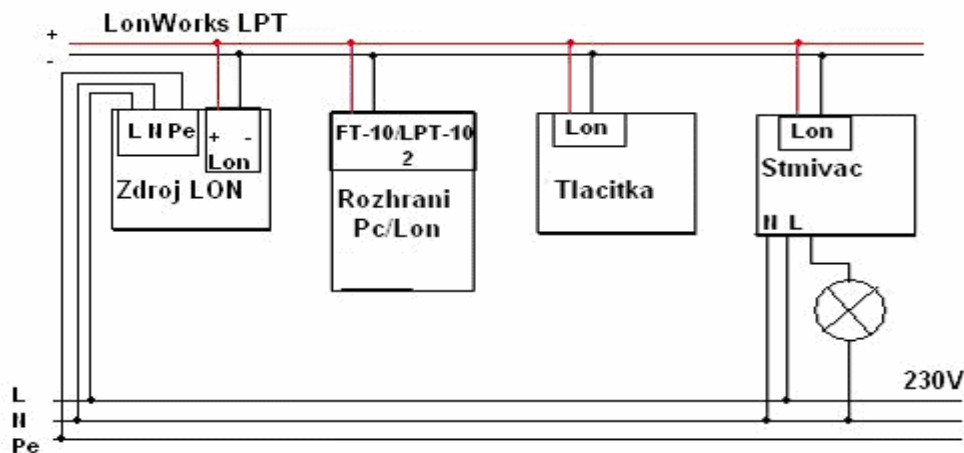 LonWorks LPT
+
-
L N Pe
+ -
Lon
Zdroj LON
FT-10/LPT-10
2
Rozhrani
Pc/Lon
Lon
Tlacitka
Lon
Stmivac
N L
230V
L
N
Pe